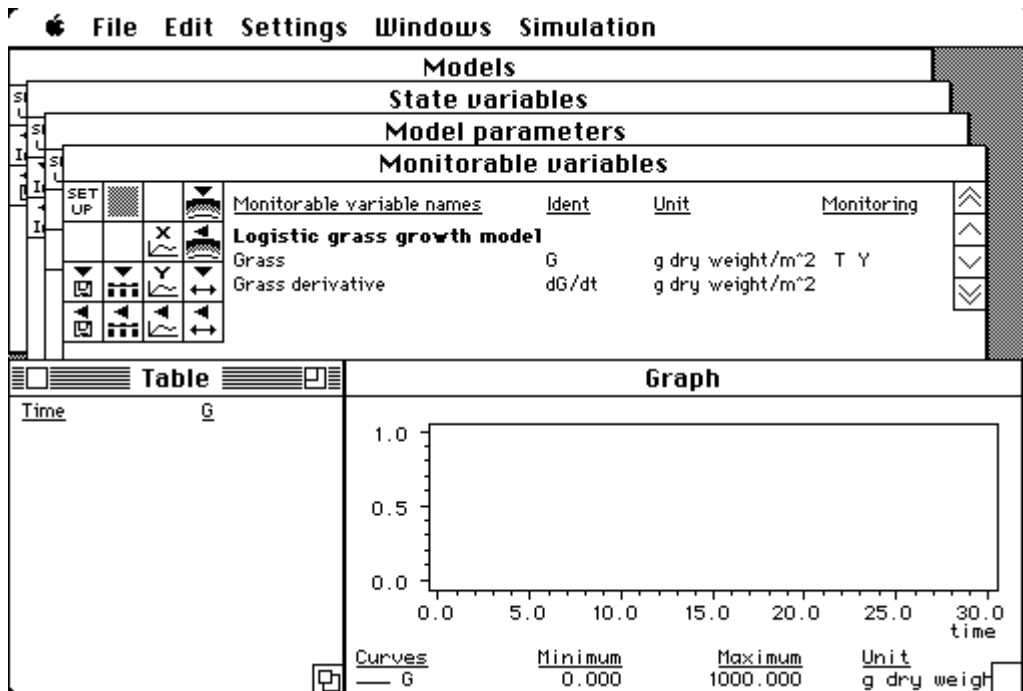 File Edit Settings Windows Simulation
Models
State variables
Model parameters
Monitorable variables
SET UP
Monitorable variable names Ident Unit Monitoring
X
Logistic grass growth model
Grass G g dry weight/m^2 T Y
Y
Grass derivative dG/dt g dry weight/m^2
Table
Time G
Graph
1.0
0.5
0.0
0.0 5.0 10.0 15.0 20.0 25.0 30.0
time
Curves Minimum Maximum Unit
G 0.000 1000.000 g dry weigh